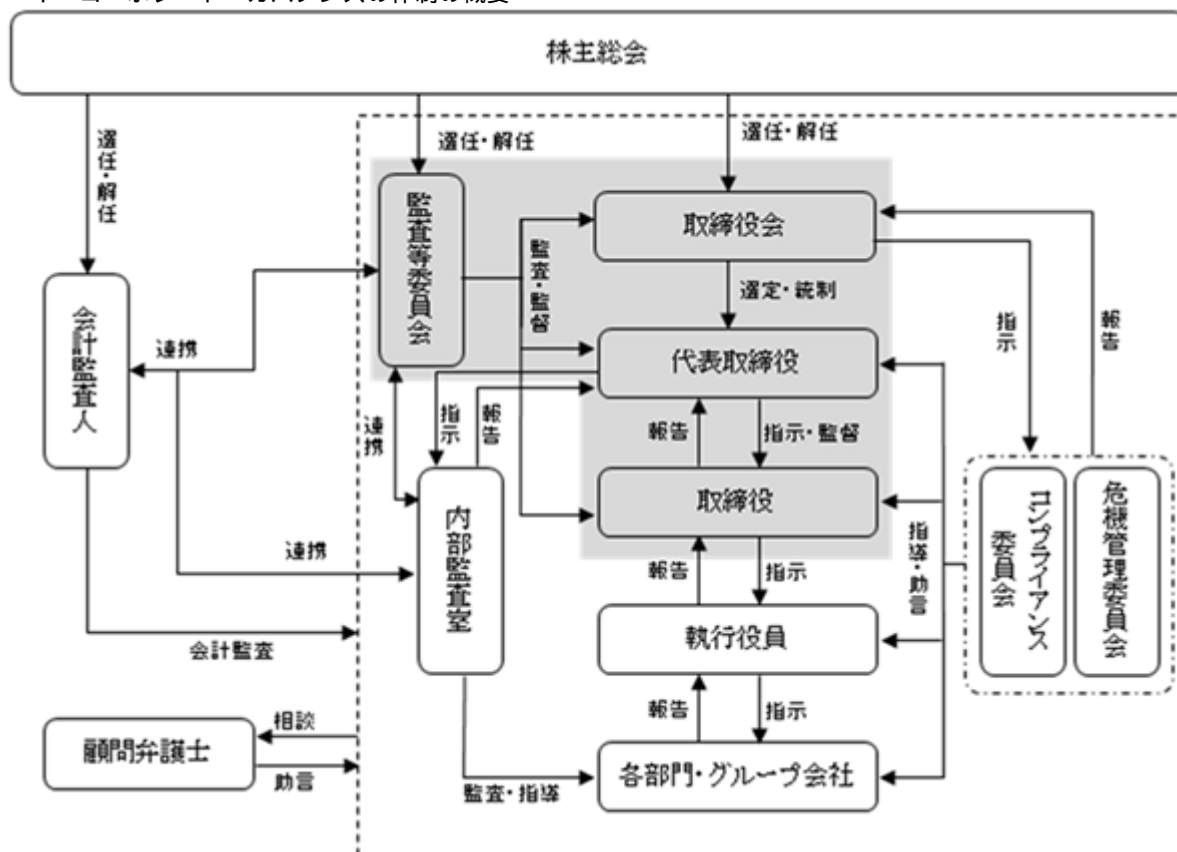 株主総会
選任・解任
選任・解任
選任・解任
監査等委員会
取締役会
監査・監督
選定・統制
指示
報告
会計監査人
連携
代表取締役
連携
指示
報告
報告
指示・監督
内部監査室
取締役
コンプライアンス
委員会
危機管理委員会
指導・助言
連携
報告
指示
執行役員
会計監査
報告
指示
相談
顧問弁護士
助言
各部門・グループ会社
監査・指導